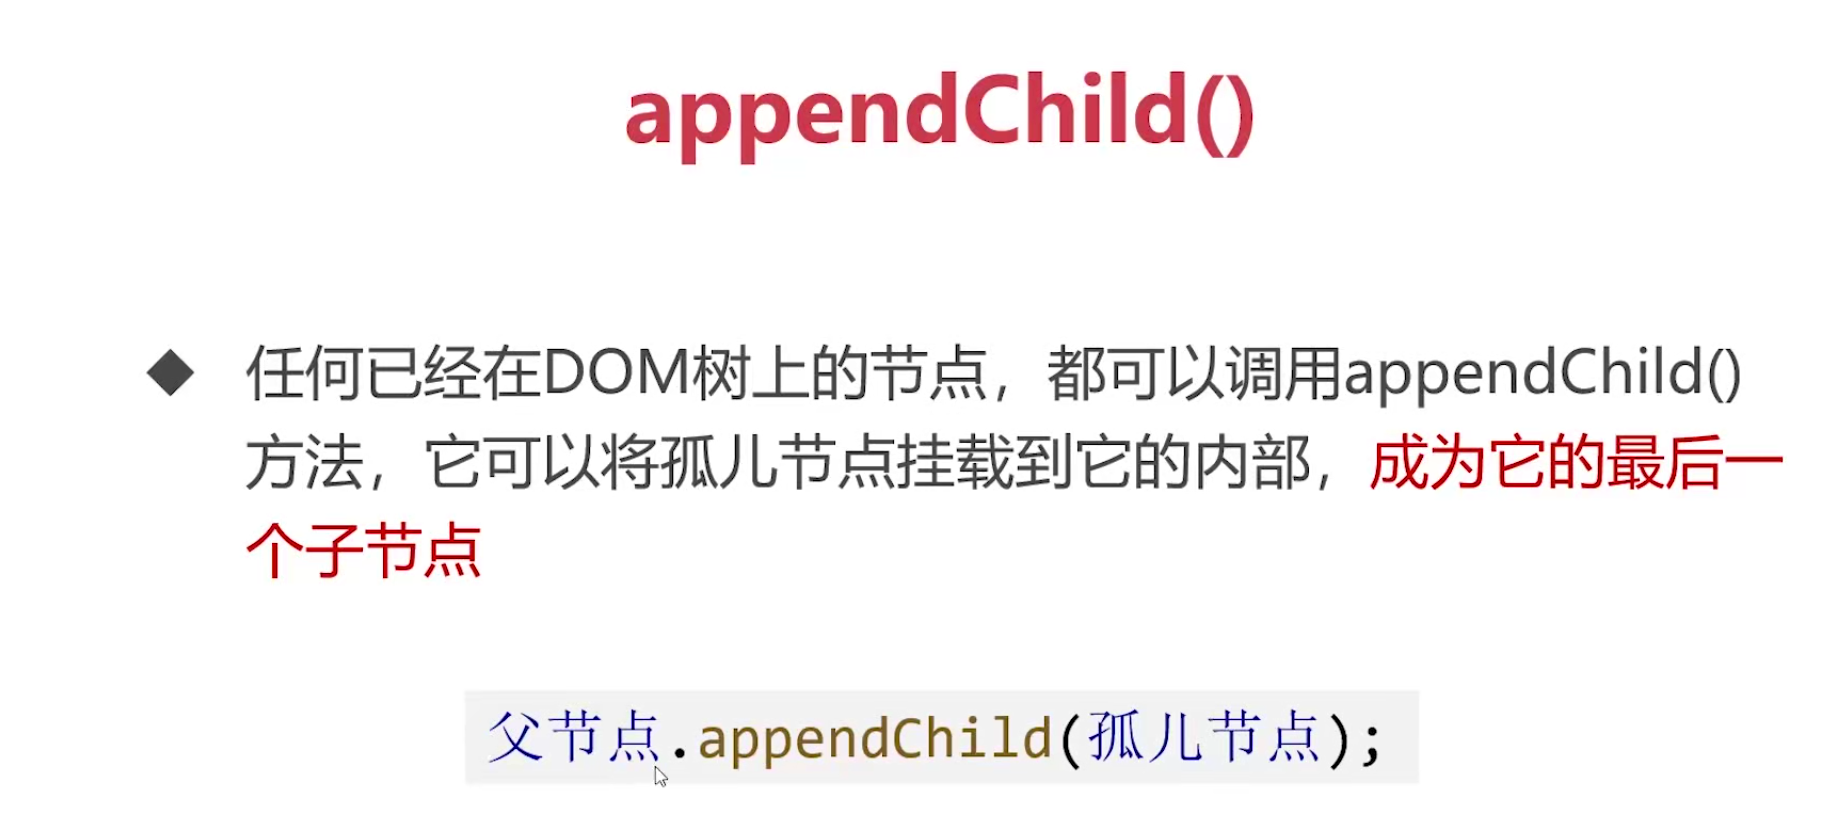 appendChild()
◆ 任何已经在DOM树上的节点，都可以调用appendChild()
方法，它可以将孤儿节点挂载到它的内部，成为它的最后一
个子节点
父节点.appendChild(孤儿节点);